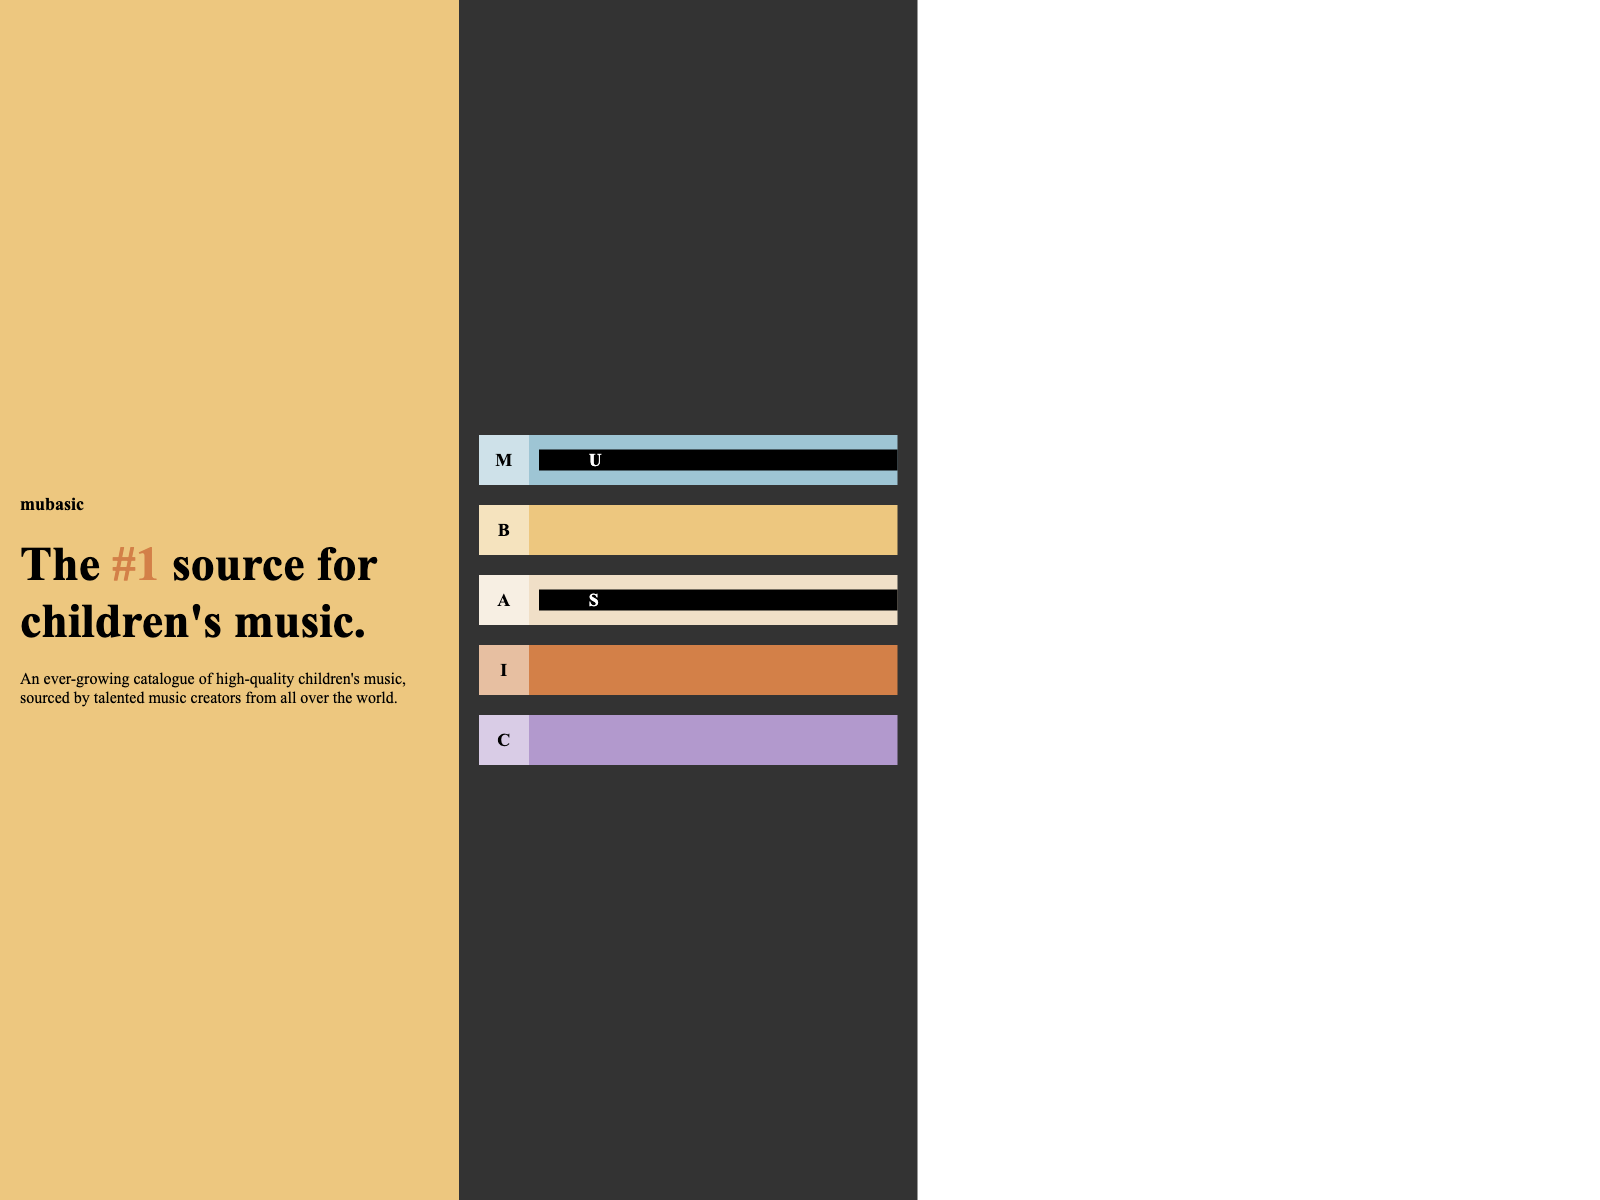 mubasic
The #1 source for
children's music.
An ever-growing catalogue of high-quality children's music,
sourced by talented music creators from all over the world.
M U
B
A S
I
C